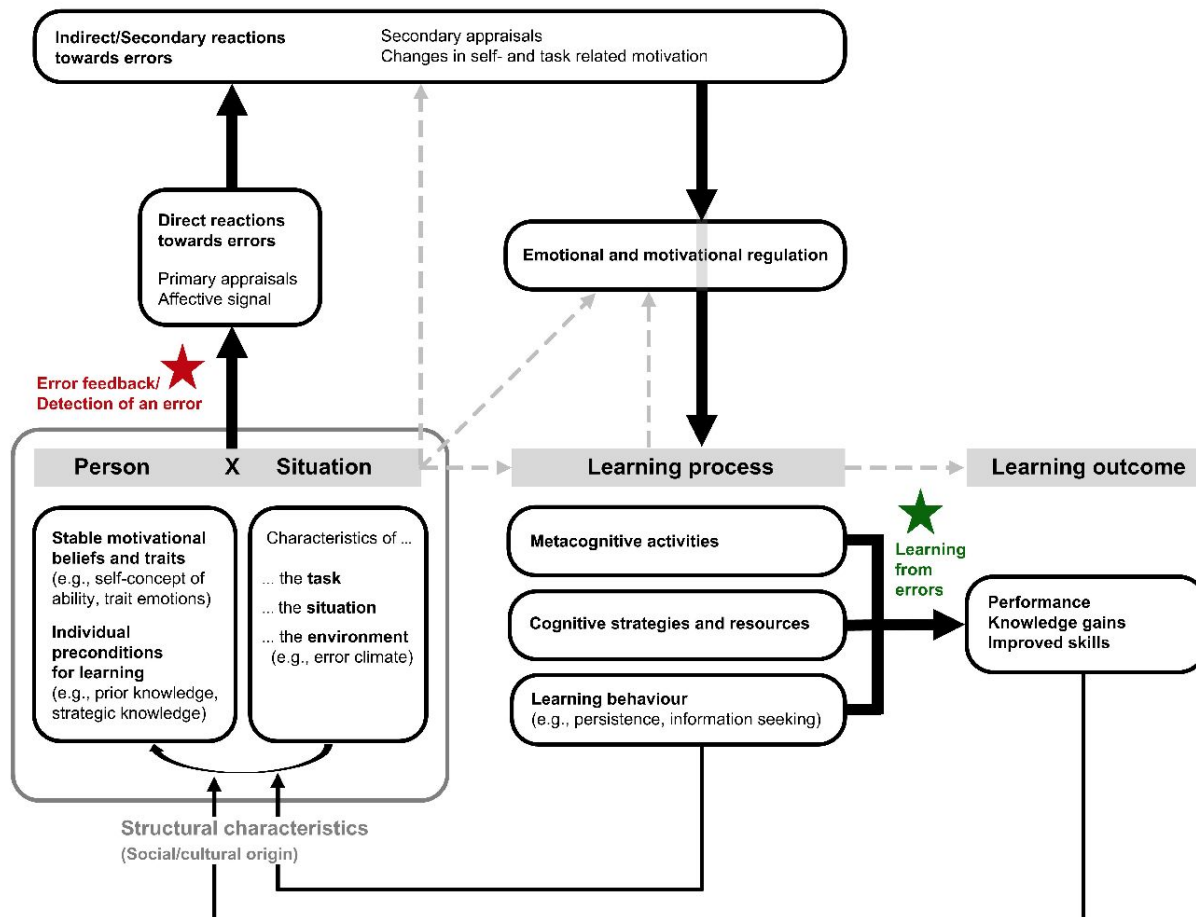 Indirect/Secondary reactions
towards errors
Secondary appraisals
Changes in self- and task related motivation
Direct reactions
towards errors
Primary appraisals
Affective signal
Emotional and motivational regulation
Error feedback/
Detection of an error
Person X Situation
Learning process
Learning outcome
Stable motivational
beliefs and traits
(e.g., self-concept of
ability, trait emotions)
Individual
preconditions
for learning
(e.g., prior knowledge,
strategic knowledge)
Characteristics of ...
... the task
... the situation
... the environment
(e.g., error climate)
Metacognitive activities
Cognitive strategies and resources
Learning behaviour
(e.g., persistence, information seeking)
Learning
from
errors
Performance
Knowledge gains
Improved skills
Structural characteristics
(Social/cultural origin)